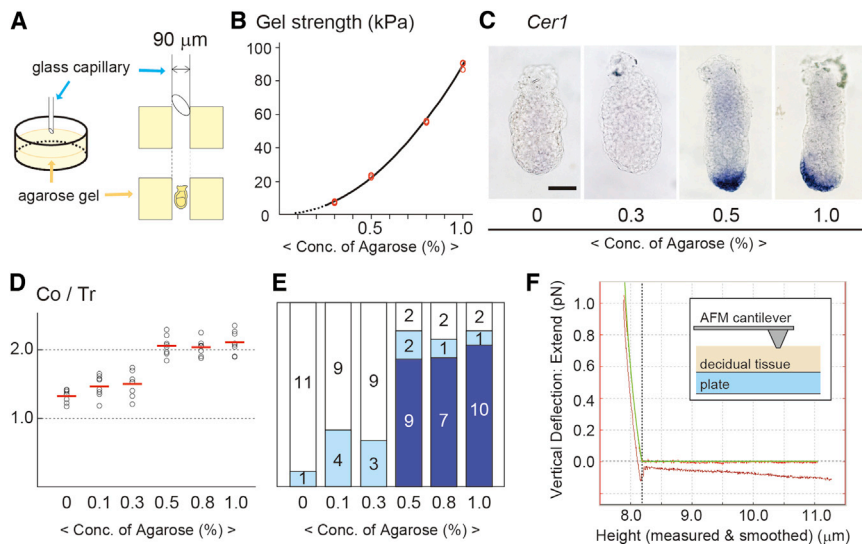 A
90 μm
glass capillary
agarose gel
B Gel strength (kPa)
100
80
60
40
20
0
0.5
1.0
< Conc. of Agarose (%) >
C Cer1
0 0.3 0.5 1.0
< Conc. of Agarose (%) >
D Co / Tr
2.0
1.0
0 0.1 0.3 0.5 0.8 1.0
< Conc. of Agarose (%) >
E
11 9 9 2 2 2
2 1 1
1 4 3 9 7 10
0 0.1 0.3 0.5 0.8 1.0
< Conc. of Agarose (%) >
F
Vertical Deflection: Extend (pN)
1.0
0.8
0.6
0.4
0.2
0.0
AFM cantilever
decidual tissue
plate
8.0 9.0 10.0 11.0
Height (measured & smoothed) (μm)